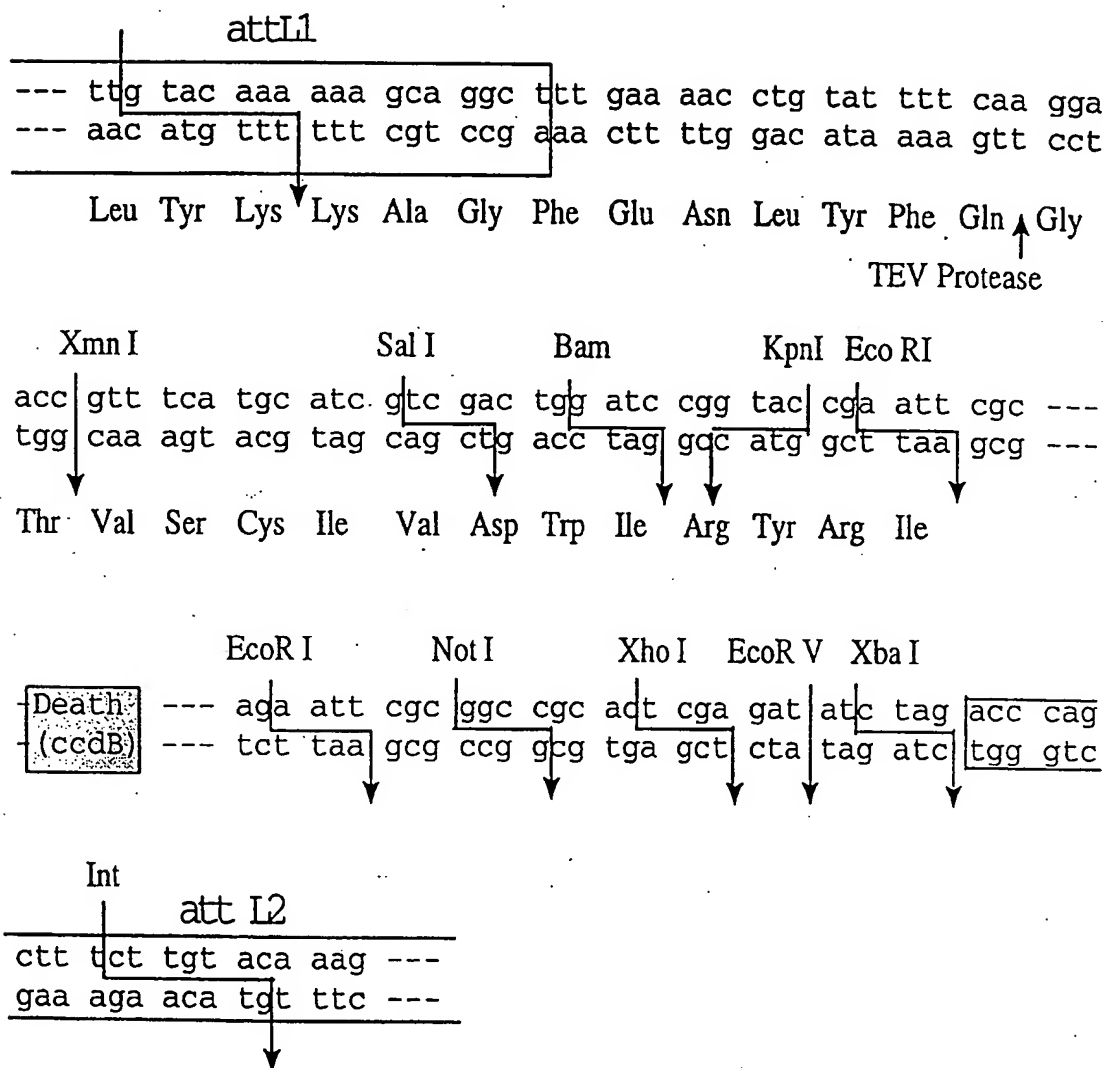 attL1
--- ttg tac aaa aaa gca ggc ttt gaa aac ctg tat ttt caa gga
--- aac atg ttt ttt cgt ccg aaa ctt ttg gac ata aaa gtt cct
Leu Tyr Lys Lys Ala Gly Phe Glu Asn Leu Tyr Phe Gln Gly
TEV Protease
Xmn I Sal I Bam KpnI Eco RI
acc gtt tca tgc atc gtc gac tgg atc cgg tac cga att cgc ---
tgg caa agt acg tag cag ctg acc tag gcc atg gct taa gcg ---
Thr Val Ser Cys Ile Val Asp Trp Ile Arg Tyr Arg Ile
EcoR I Not I Xho I EcoR V Xba I
Death --- aga att cgc ggc cgc act cga gat atc tag acc cag
(ccdB) --- tct taa gcg ccg gcg tga gct cta tag atc tgg gtc
Int
att L2
ctt tct tgt aca aag ---
gaa aga aca tgt ttc ---